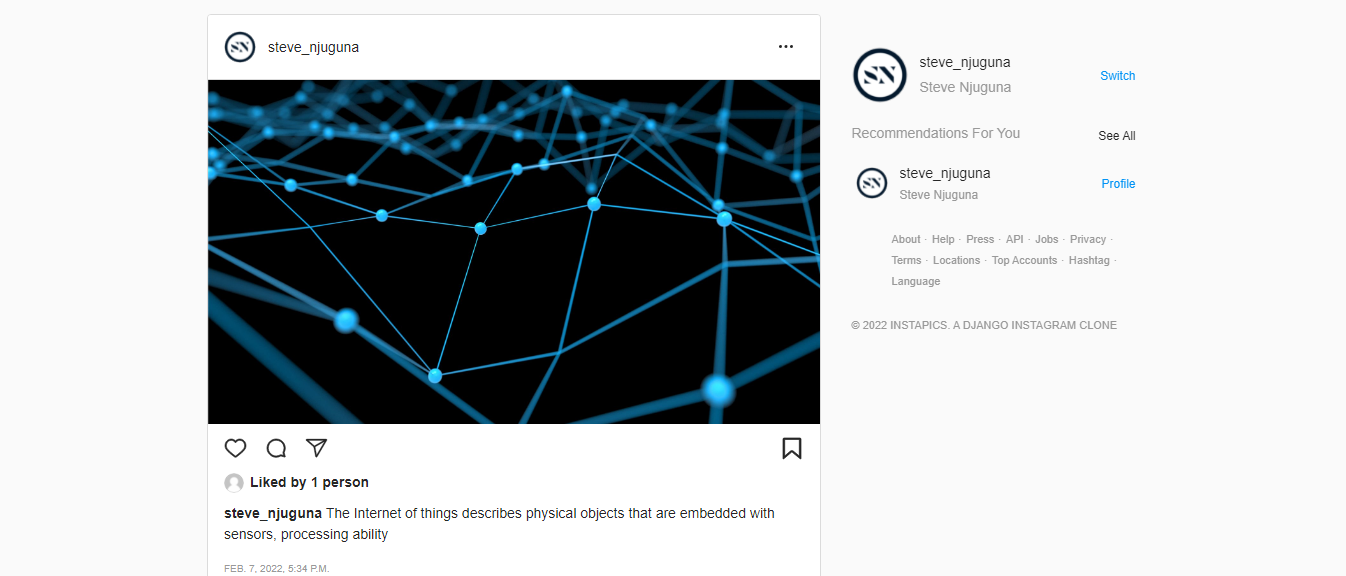 SN
steve_njuguna
SN
steve_njuguna
Steve Njuguna
Switch
Recommendations For You
See All
SN
steve_njuguna
Steve Njuguna
Profile
About · Help · Press · API · Jobs · Privacy ·
Terms · Locations · Top Accounts · Hashtag ·
Language
© 2022 INSTAPICS. A DJANGO INSTAGRAM CLONE
Liked by 1 person
steve_njuguna The Internet of things describes physical objects that are embedded with
sensors, processing ability
FEB. 7, 2022, 5:34 P.M.